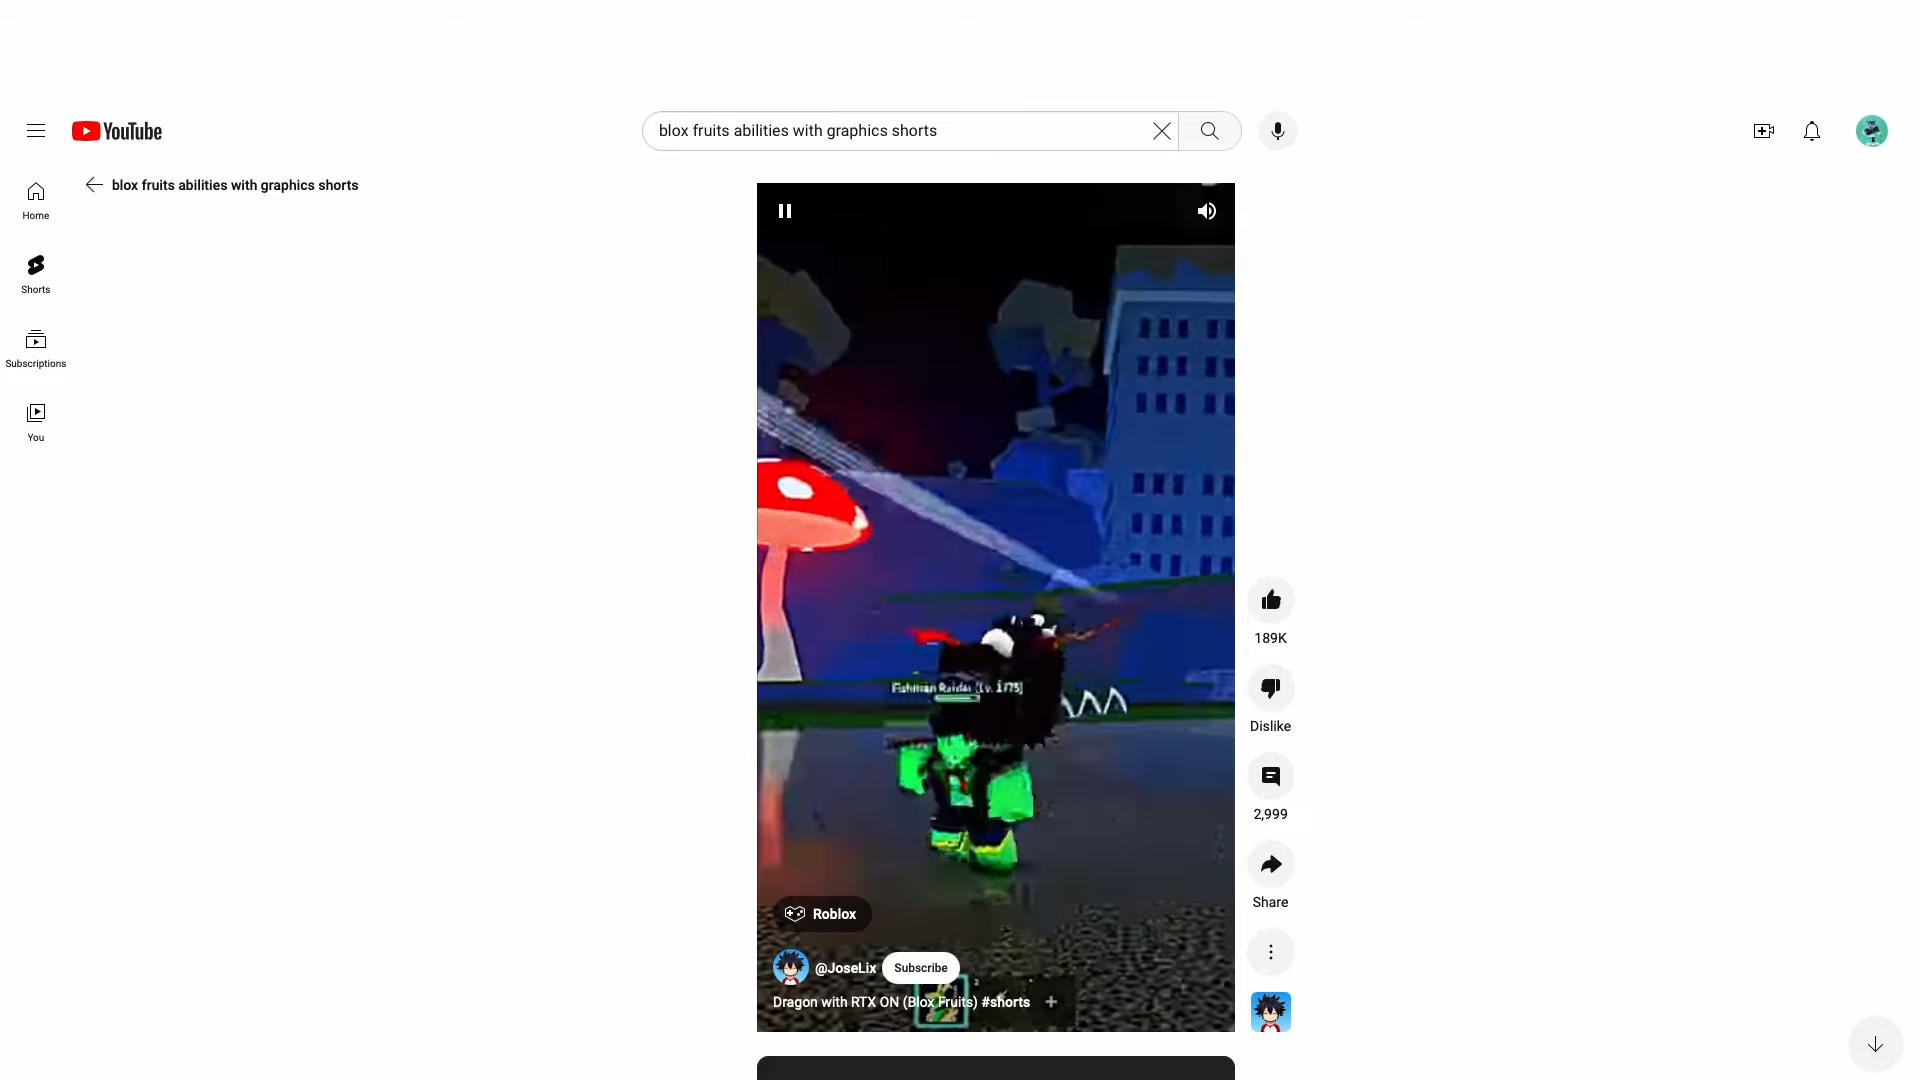 YouTube
blox fruits abilities with graphics shorts
blox fruits abilities with graphics shorts
Home
Shorts
Subscriptions
You
Fishman Raider [Lv. 1775]
189K
Dislike
2,999
Share
Roblox
@JoseLix
Subscribe
Dragon with RTX ON (Blox Fruits) #shorts